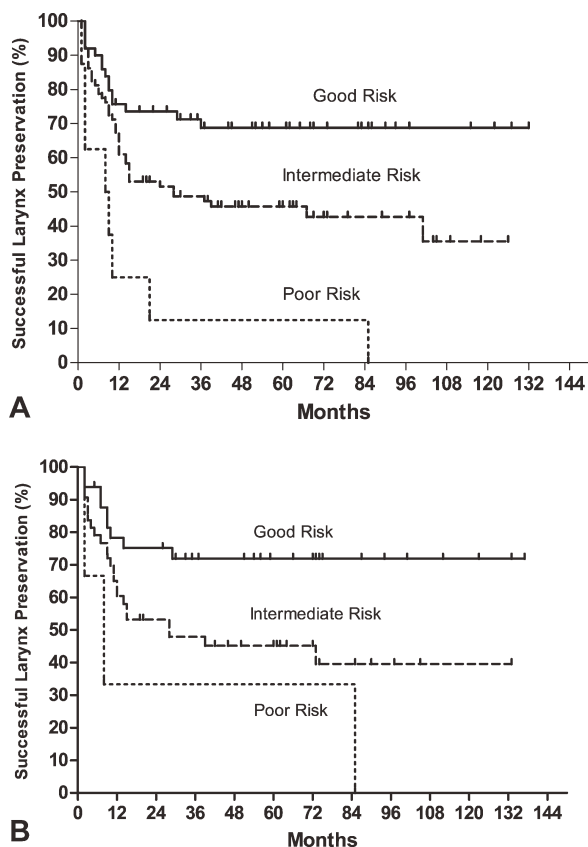 100
90
80
70
60
50
40
30
20
10
0
Successful Larynx Preservation (%)
Good Risk
Intermediate Risk
Poor Risk
0 12 24 36 48 60 72 84 96 108 120 132 144
Months
A
100
90
80
70
60
50
40
30
20
10
0
Successful Larynx Preservation (%)
Good Risk
Intermediate Risk
Poor Risk
0 12 24 36 48 60 72 84 96 108 120 132 144
Months
B